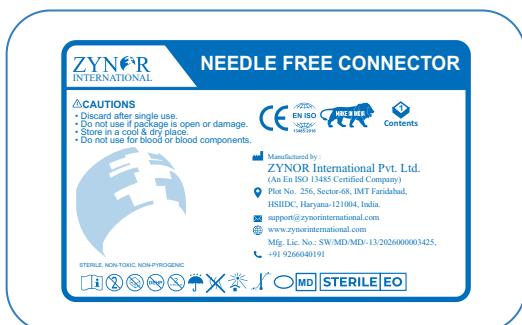 ZYNOR
INTERNATIONAL
NEEDLE FREE CONNECTOR
CAUTIONS
• Discard after single use.
• Do not use if package is open or damage.
• Store in a cool & dry place.
• Do not use for blood or blood components.
CE
EN ISO
13485:2016
MAKE IN INDIA
1
Contents
Manufactured by :
ZYNOR International Pvt. Ltd.
(An En ISO 13485 Certified Company)
Plot No. 256, Sector-68, IMT Faridabad,
HSIIDC, Haryana-121004, India.
support@zynorinternational.com
www.zynorinternational.com
Mfg. Lic. No.: SW/MD/MD/-13/2026000003425,
+91 9266040191
STERILE, NON-TOXIC, NON-PYROGENIC
MD STERILE EO